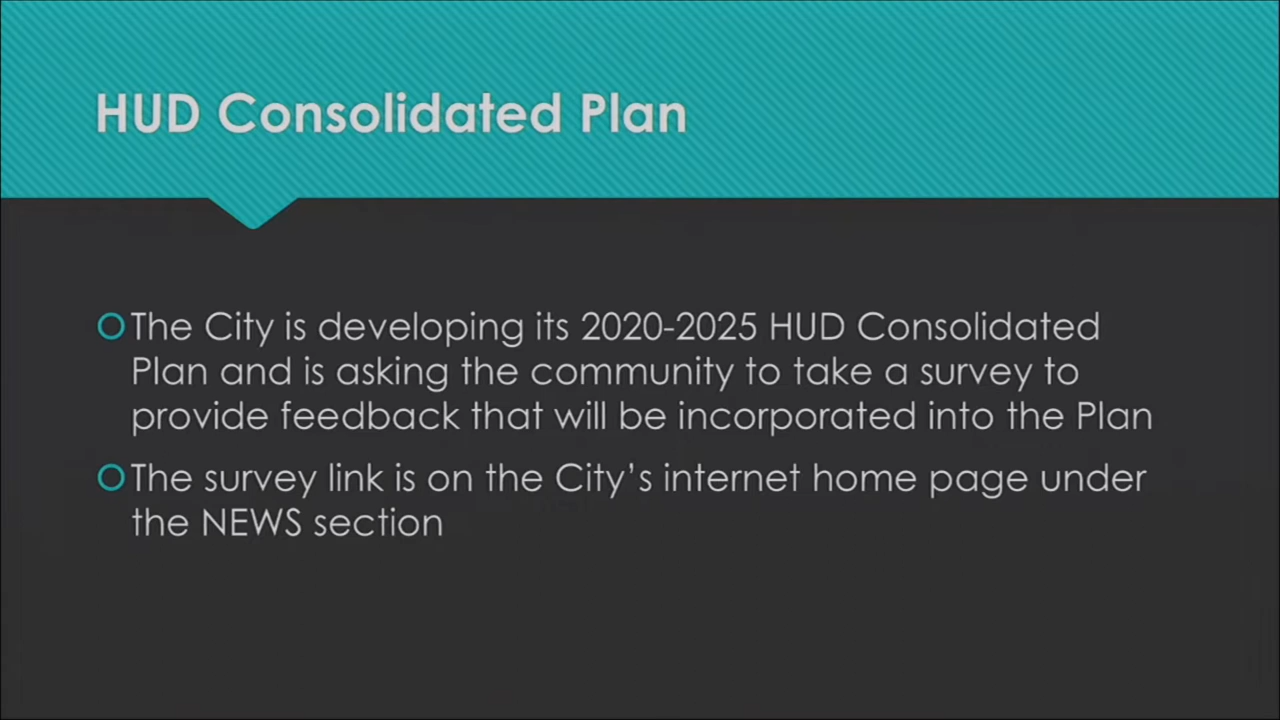 HUD Consolidated Plan
The City is developing its 2020-2025 HUD Consolidated
Plan and is asking the community to take a survey to
provide feedback that will be incorporated into the Plan
The survey link is on the City's internet home page under
the NEWS section